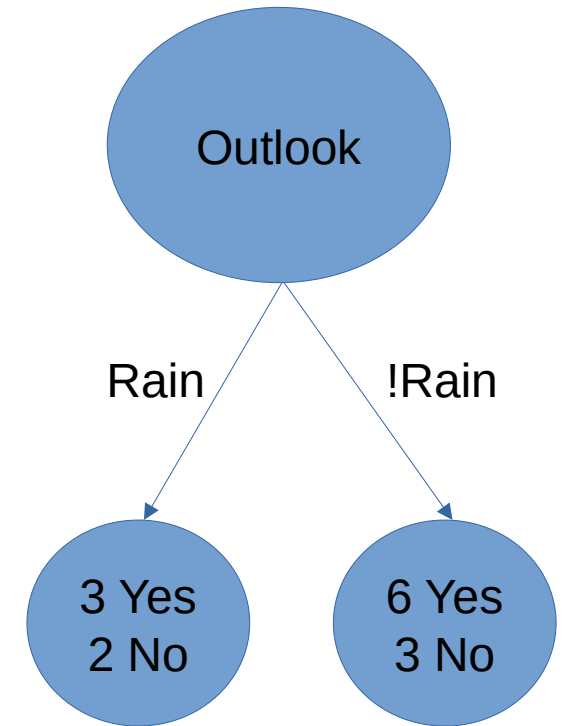 Outlook
Rain
!Rain
3 Yes
2 No
6 Yes
3 No